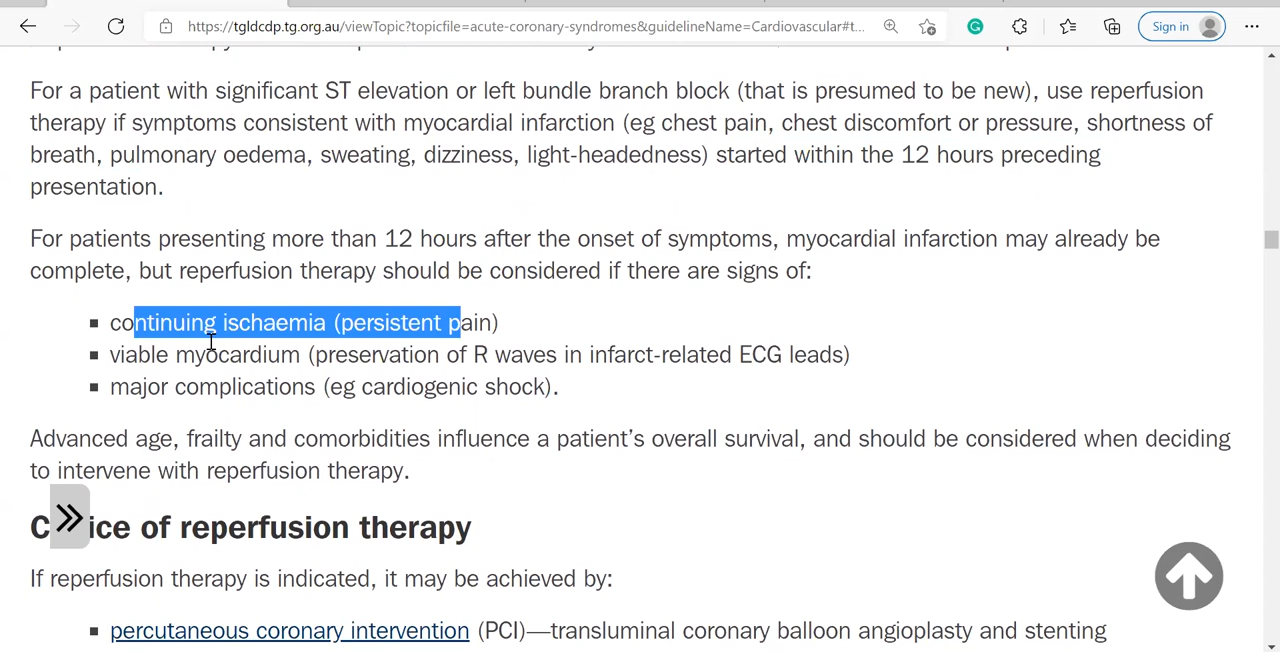 https://tgldcdp.tg.org.au/viewTopic?topicfile=acute-coronary-syndromes&guidelineName=Cardiovascular#t...
Sign in
For a patient with significant ST elevation or left bundle branch block (that is presumed to be new), use reperfusion
therapy if symptoms consistent with myocardial infarction (eg chest pain, chest discomfort or pressure, shortness of
breath, pulmonary oedema, sweating, dizziness, light-headedness) started within the 12 hours preceding
presentation.
For patients presenting more than 12 hours after the onset of symptoms, myocardial infarction may already be
complete, but reperfusion therapy should be considered if there are signs of:
▪ continuing ischaemia (persistent pain)
▪ viable myocardium (preservation of R waves in infarct-related ECG leads)
▪ major complications (eg cardiogenic shock).
Advanced age, frailty and comorbidities influence a patient's overall survival, and should be considered when deciding
to intervene with reperfusion therapy.
Choice of reperfusion therapy
If reperfusion therapy is indicated, it may be achieved by:
▪ percutaneous coronary intervention (PCI)—transluminal coronary balloon angioplasty and stenting